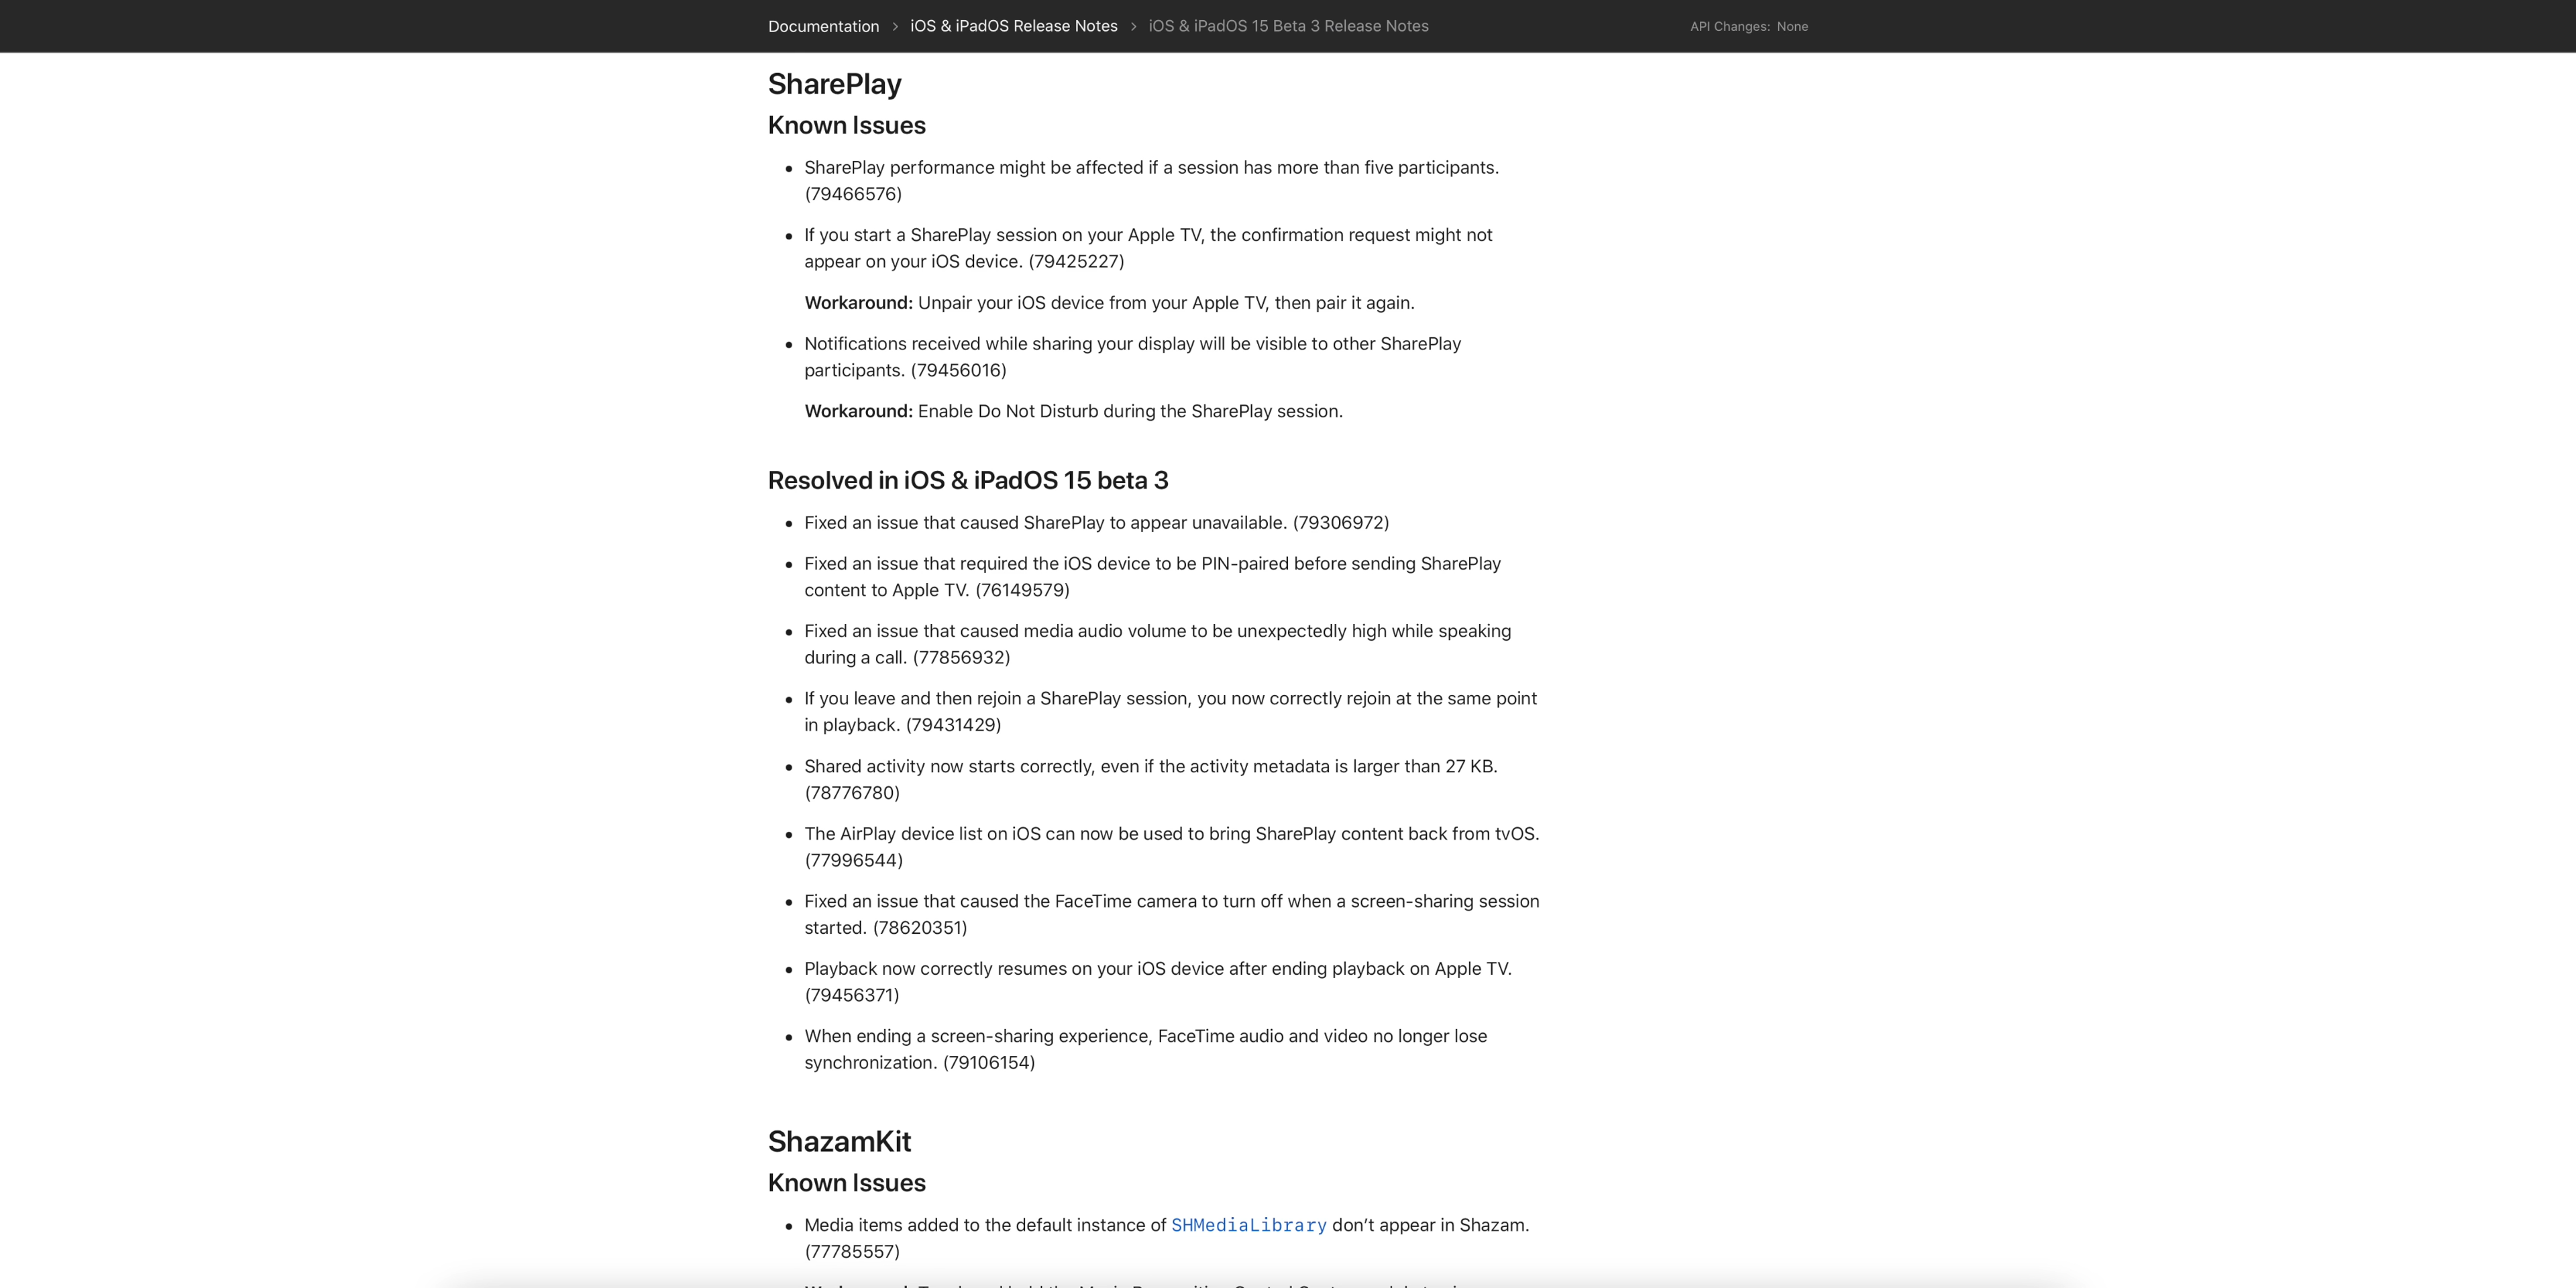 Documentation > iOS & iPadOS Release Notes > iOS & iPadOS 15 Beta 3 Release Notes API Changes: None
SharePlay
Known Issues
• SharePlay performance might be affected if a session has more than five participants.
(79466576)
• If you start a SharePlay session on your Apple TV, the confirmation request might not
appear on your iOS device. (79425227)
Workaround: Unpair your iOS device from your Apple TV, then pair it again.
• Notifications received while sharing your display will be visible to other SharePlay
participants. (79456016)
Workaround: Enable Do Not Disturb during the SharePlay session.
Resolved in iOS & iPadOS 15 beta 3
• Fixed an issue that caused SharePlay to appear unavailable. (79306972)
• Fixed an issue that required the iOS device to be PIN-paired before sending SharePlay
content to Apple TV. (76149579)
• Fixed an issue that caused media audio volume to be unexpectedly high while speaking
during a call. (77856932)
• If you leave and then rejoin a SharePlay session, you now correctly rejoin at the same point
in playback. (79431429)
• Shared activity now starts correctly, even if the activity metadata is larger than 27 KB.
(78776780)
• The AirPlay device list on iOS can now be used to bring SharePlay content back from tvOS.
(77996544)
• Fixed an issue that caused the FaceTime camera to turn off when a screen-sharing session
started. (78620351)
• Playback now correctly resumes on your iOS device after ending playback on Apple TV.
(79456371)
• When ending a screen-sharing experience, FaceTime audio and video no longer lose
synchronization. (79106154)
ShazamKit
Known Issues
• Media items added to the default instance of SHMediaLibrary don’t appear in Shazam.
(77785557)